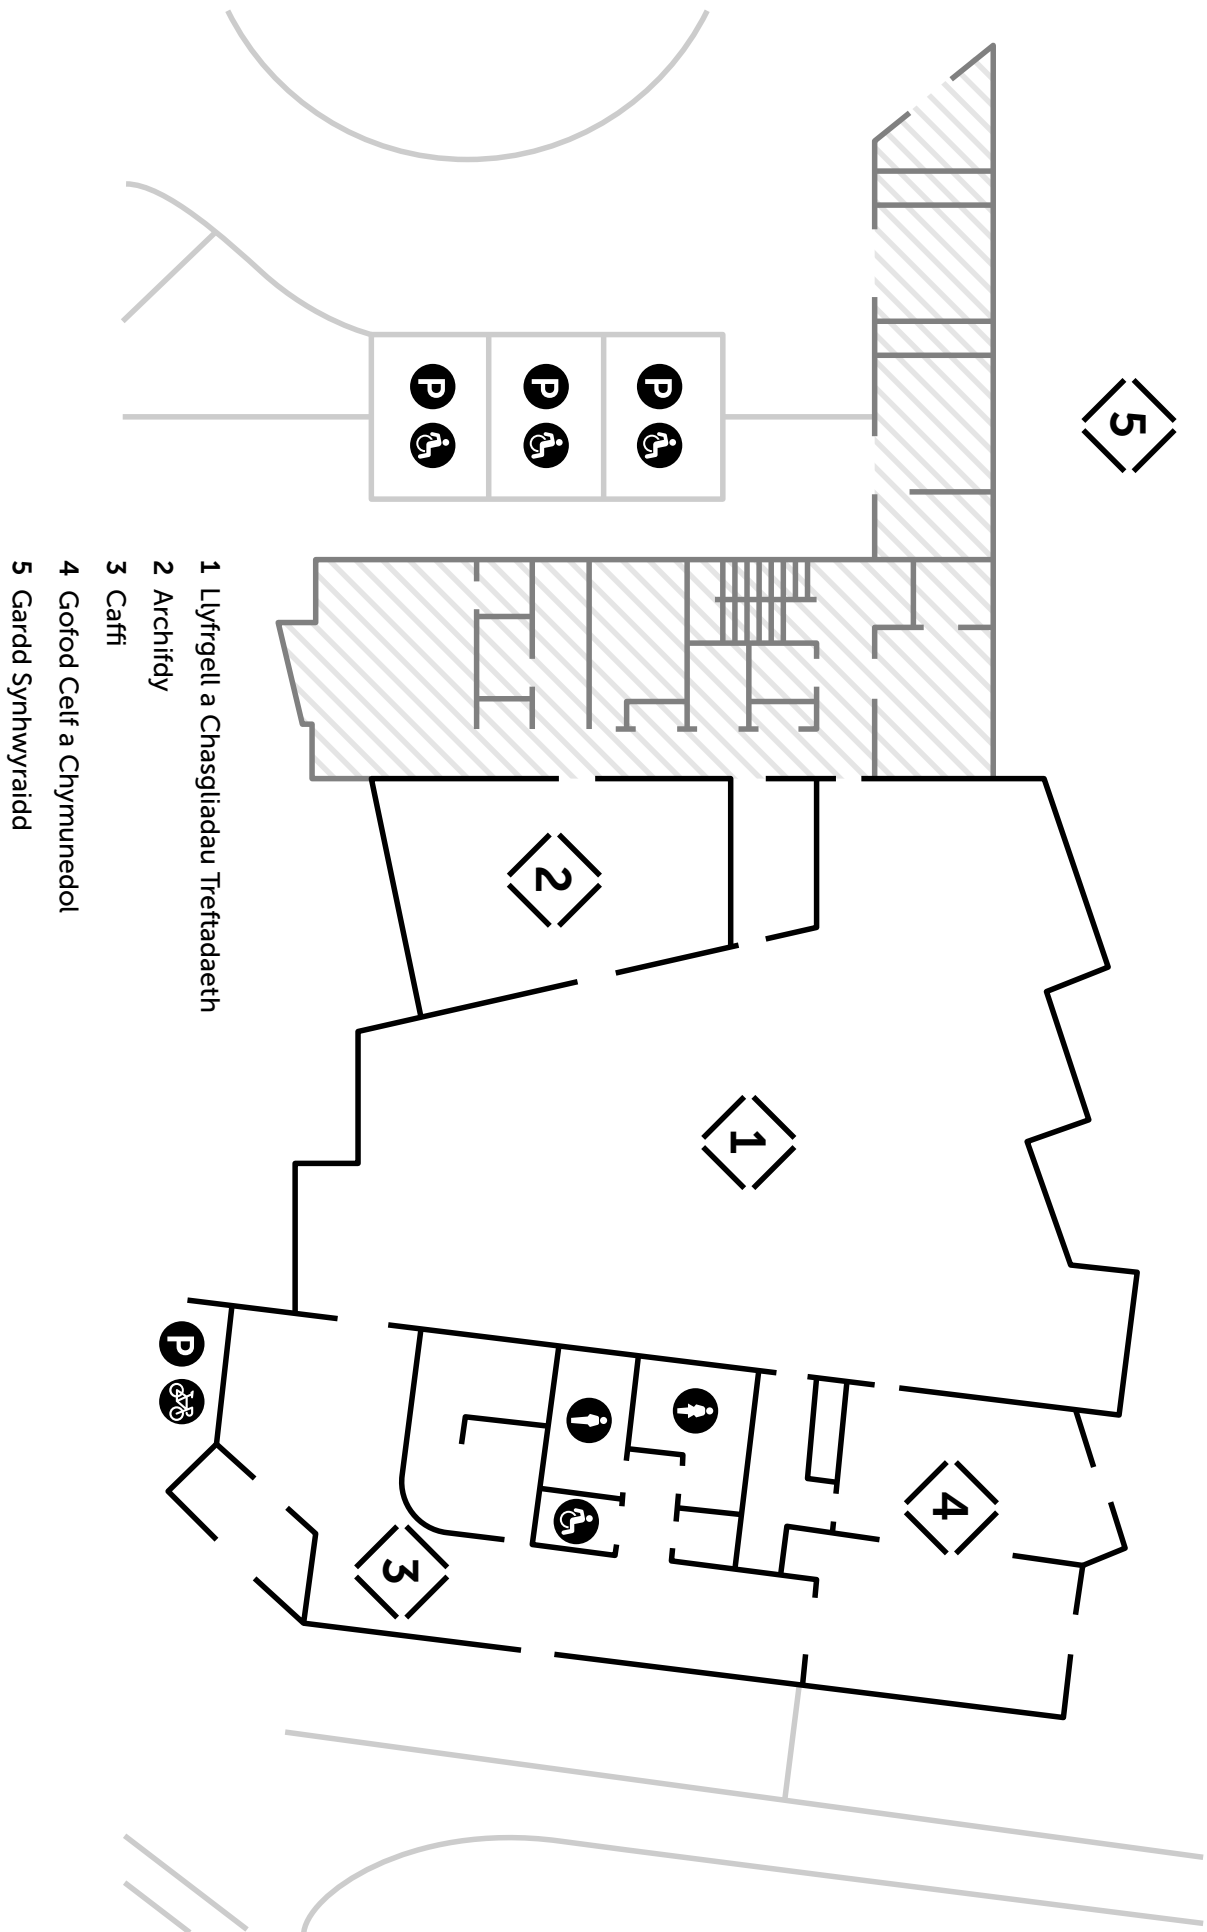 5
P
P
P
2
1
P
4
3
1 Llyfrgell a Chasgliadau Treftadaeth
2 Archifdy
3 Caffi
4 Gofod Celf a Chymunedol
5 Gardd Synhwyraidd